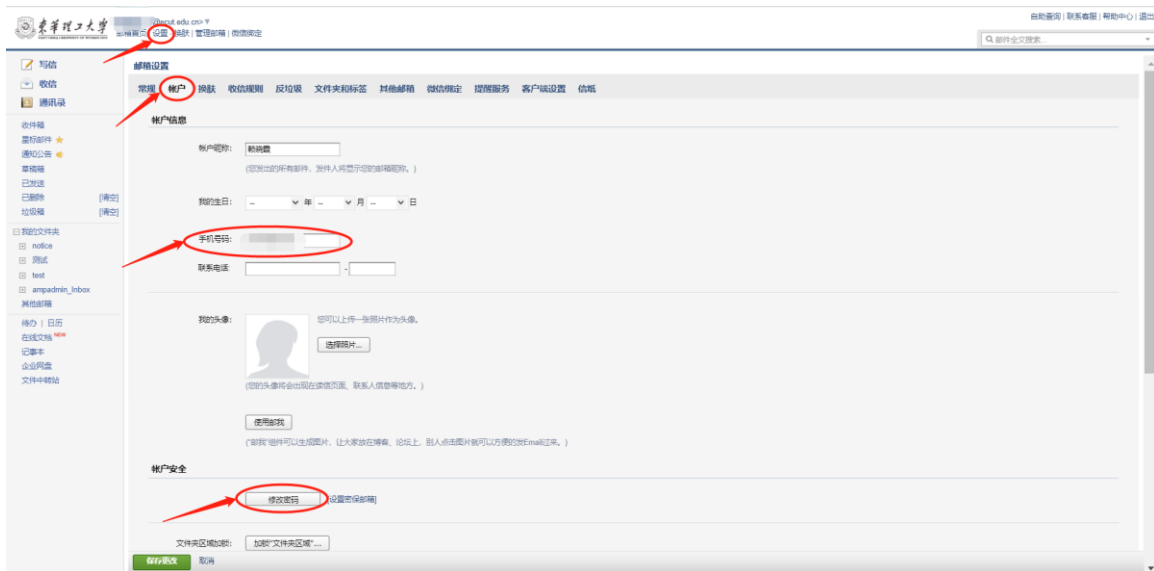 東華理工大学
@ecut.edu.cn> ▼
自助查询 | 联系客服 | 帮助中心 | 退出
邮箱首页 设置 换肤 | 管理邮箱 | 微信绑定
邮件全文搜索...
写信
收信
通讯录
收件箱
星标邮件
通知公告
草稿箱
已发送
已删除 [清空]
垃圾箱 [清空]
我的文件夹
notice
测试
test
ampadmin_Inbox
其他邮箱
待办 | 日历
在线文档 NEW
记事本
企业网盘
文件中转站
邮箱设置
常规 帐户 换肤 收信规则 反垃圾 文件夹和标签 其他邮箱 微信绑定 提醒服务 客户端设置 信纸
帐户信息
帐户昵称: 赖晓霞
(您发出的所有邮件，发件人将显示您的邮箱昵称。)
我的生日: -- 年 -- 月 -- 日
手机号码:
联系电话: -
我的头像: 您可以上传一张照片作为头像。
选择照片...
(您的头像将会出现在读信页面、联系人信息等地方。)
使用邮我
("邮我"组件可以生成图片，让大家放在博客、论坛上，别人点击图片就可以方便的发Email过来。)
帐户安全
修改密码 [设置密保邮箱]
文件夹区域加锁: 加锁"文件夹区域"...
保存更改 取消